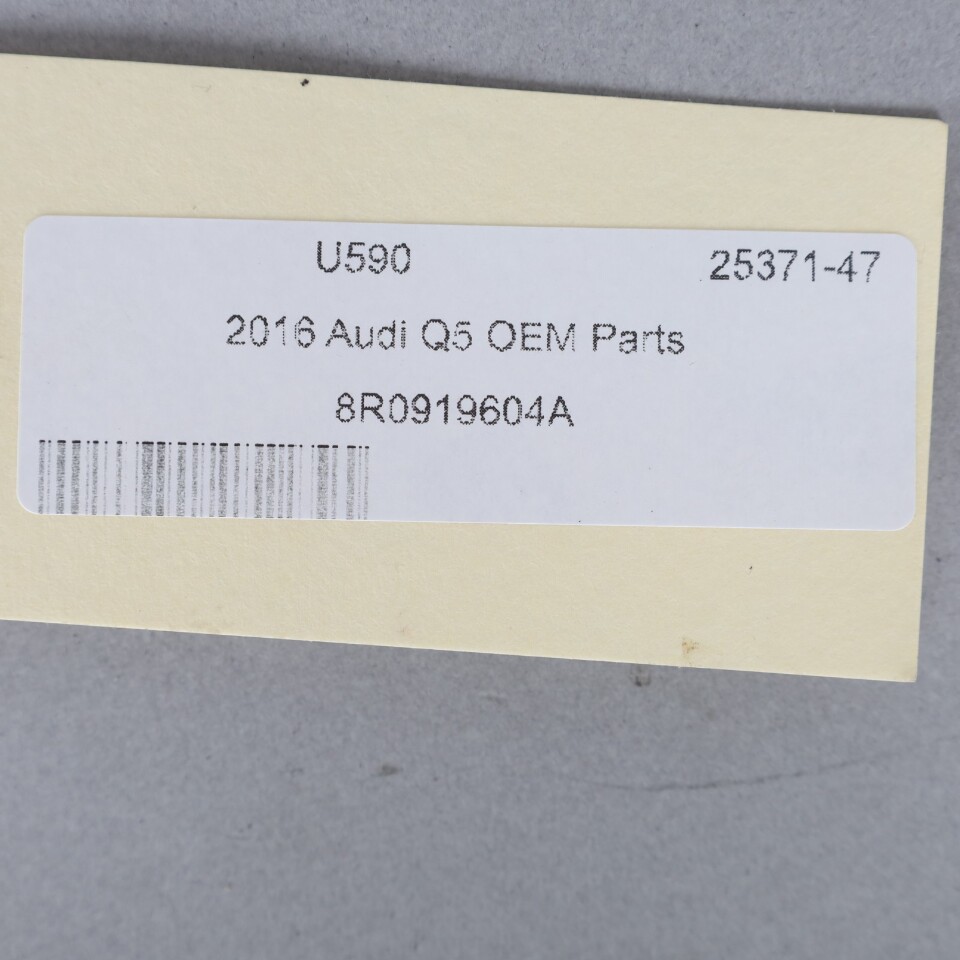 U590 25371-47
2016 Audi Q5 OEM Parts
8R0919604A